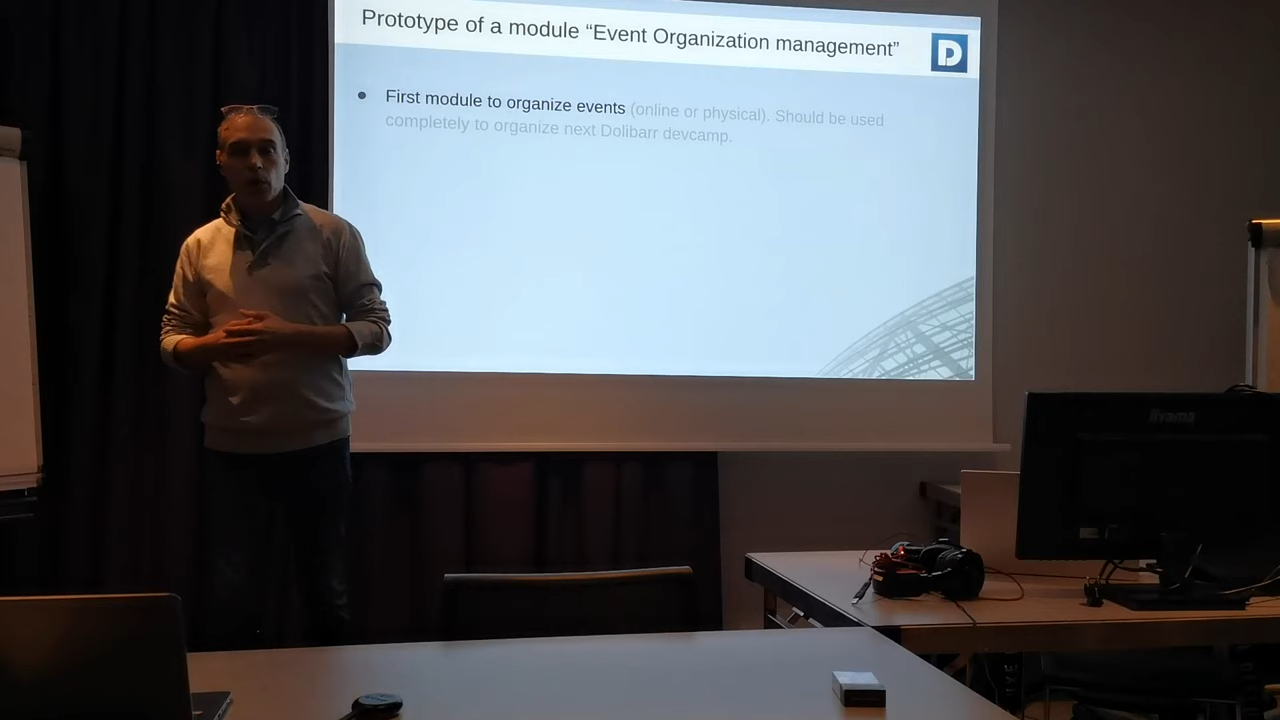 Prototype of a module “Event Organization management”
D
First module to organize events (online or physical). Should be used
completely to organize next Dolibarr devcamp.
iiyama